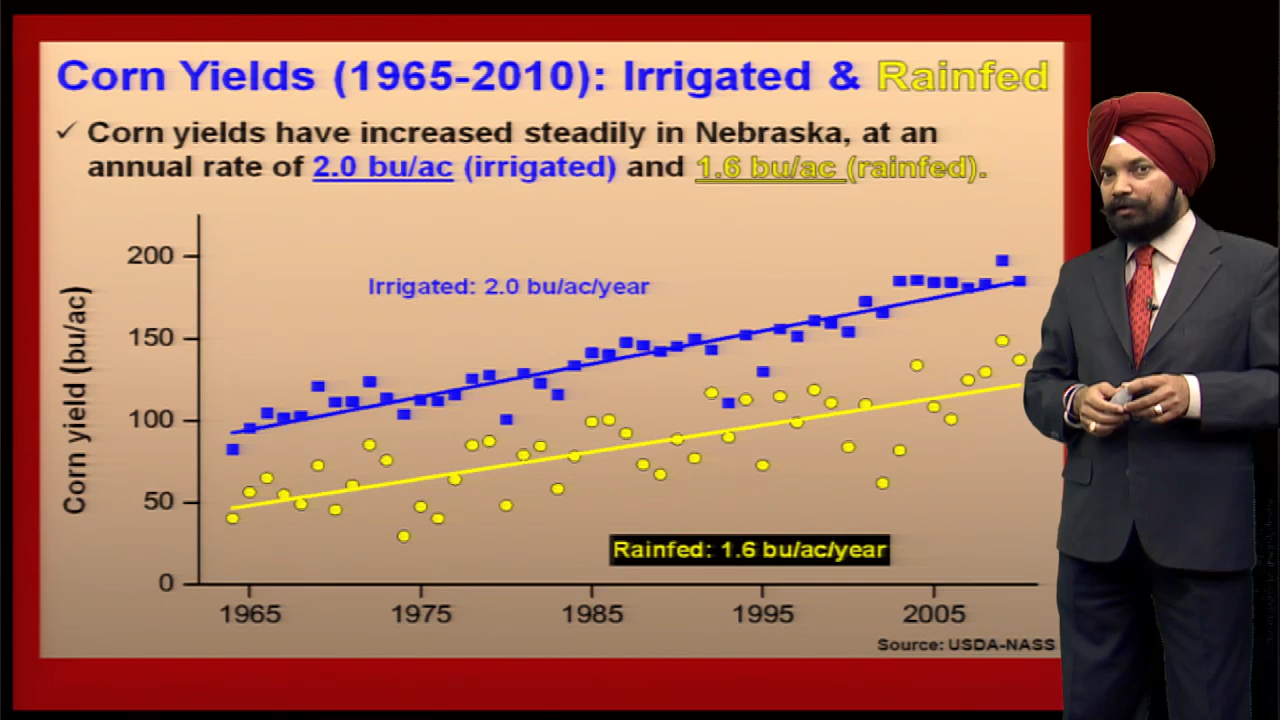 Corn Yields (1965-2010): Irrigated & Rainfed
✓ Corn yields have increased steadily in Nebraska, at an
annual rate of 2.0 bu/ac (irrigated) and 1.6 bu/ac (rainfed).
Corn yield (bu/ac)
200
150
100
50
0
Irrigated: 2.0 bu/ac/year
Rainfed: 1.6 bu/ac/year
1965 1975 1985 1995 2005
Source: USDA-NASS